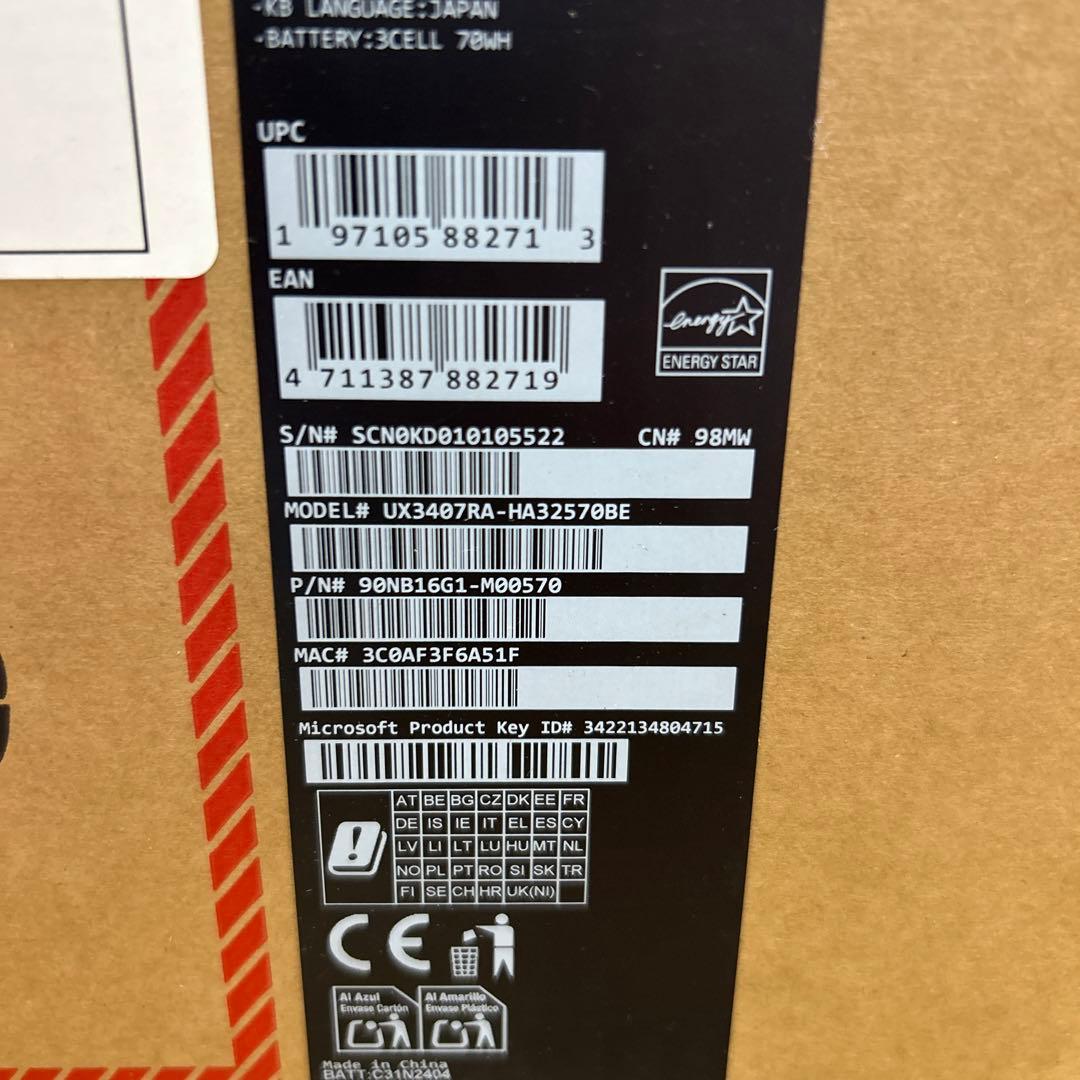 -KB LANGUAGE:JAPAN
-BATTERY:3CELL 70WH
UPC
1 97105 88271 3
EAN
4 711387 882719
energy
ENERGY STAR
S/N# SCN0KD010105522 CN# 98MW
MODEL# UX3407RA-HA32570BE
P/N# 90NB16G1-M00570
MAC# 3C0AF3F6A51F
Microsoft Product Key ID# 3422134804715
AT BE BG CZ DK EE FR
DE IS IE IT EL ES CY
LV LI LT LU HU MT NL
NO PL PT RO SI SK TR
FI SE CH HR UK(NI)
CE
Al Azul Al Amarillo
Envase Cartón Envase Plástico
Made in China
BATT:C31N2404